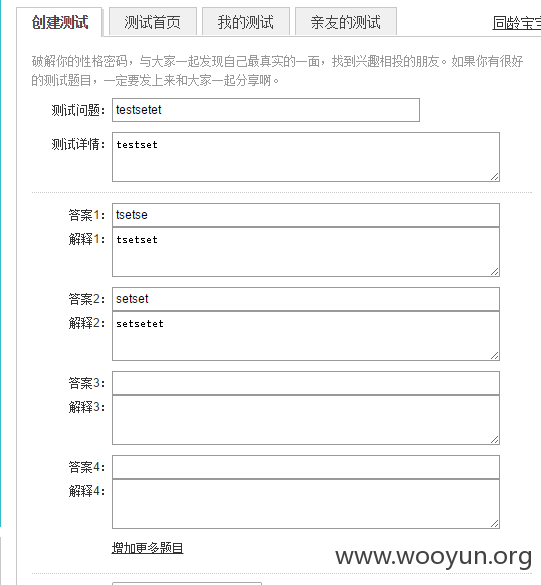 创建测试 测试首页 我的测试 亲友的测试 同龄宝宝
破解你的性格密码，与大家一起发现自己最真实的一面，找到兴趣相投的朋友。如果你有很好
的测试题目，一定要发上来和大家一起分享啊。
测试问题： testsetet
测试详情： testset
答案1： tsetse
解释1： tsetset
答案2： setset
解释2： setsetet
答案3：
解释3：
答案4：
解释4：
增加更多题目
www.wooyun.org